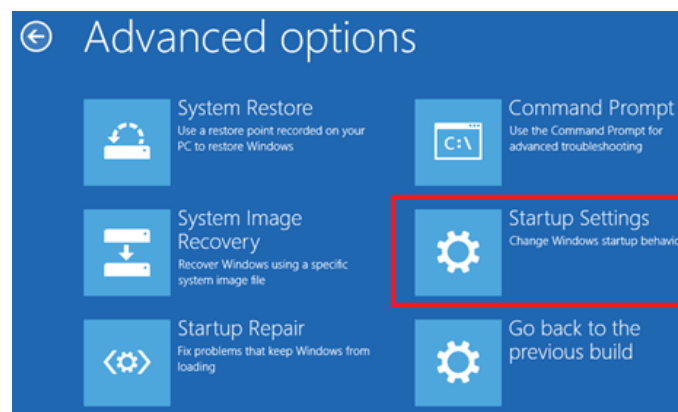 Advanced options
System Restore
Use a restore point recorded on your
PC to restore Windows
Command Prompt
Use the Command Prompt for
advanced troubleshooting
C:\
System Image
Recovery
Recover Windows using a specific
system image file
Startup Settings
Change Windows startup behavio
Startup Repair
Fix problems that keep Windows from
loading
Go back to the
previous build